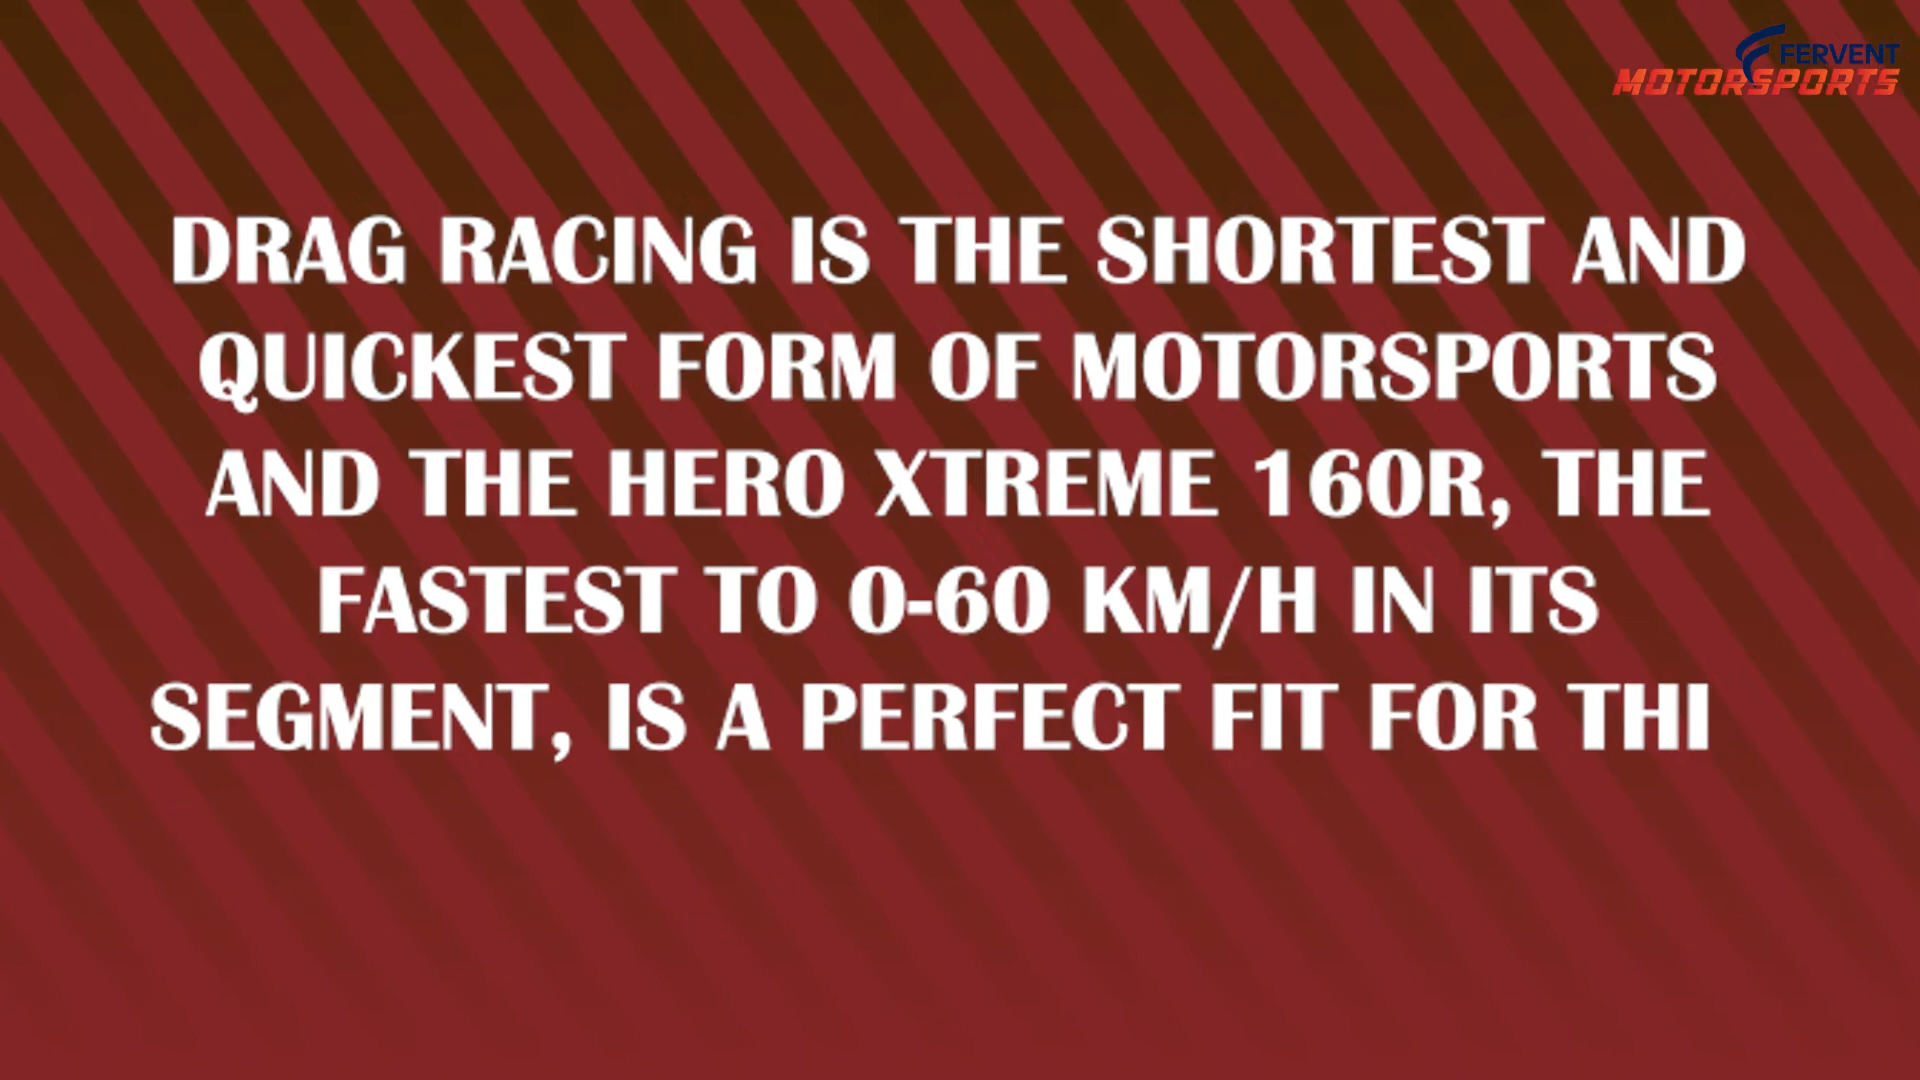 FERVENT
MOTORSPORTS
DRAG RACING IS THE SHORTEST AND
QUICKEST FORM OF MOTORSPORTS
AND THE HERO XTREME 160R, THE
FASTEST TO 0-60 KM/H IN ITS
SEGMENT, IS A PERFECT FIT FOR THI